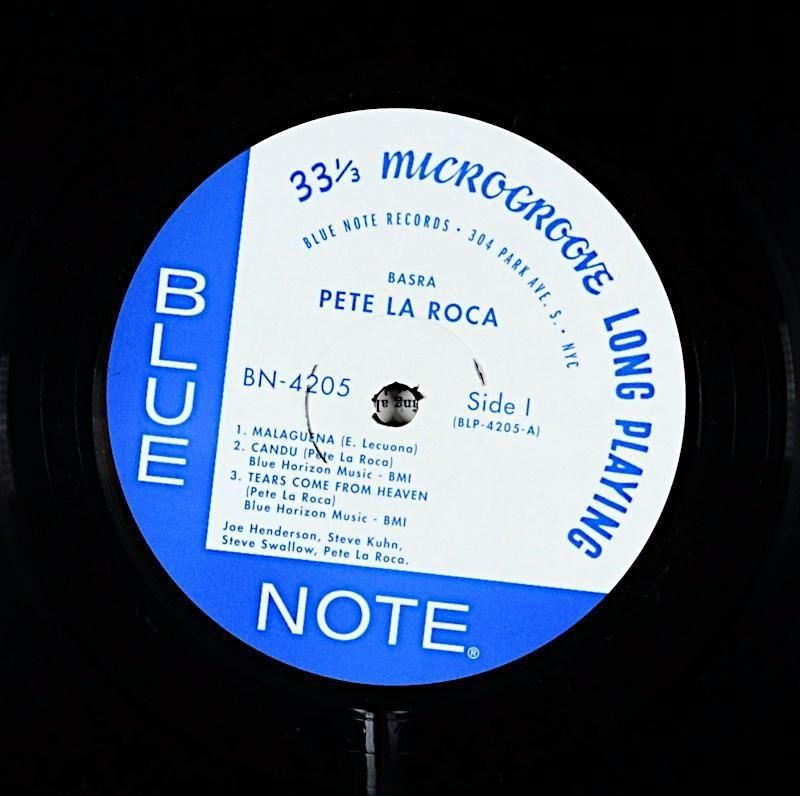 33⅓ MICROGROOVE LONG PLAYING
BLUE NOTE RECORDS • 304 PARK AVE. S. • NYC
BASRA
PETE LA ROCA
BN-4205
Side 1
(BLP-4205-A)
1. MALAGUENA (E. Lecuona)
2. CANDU (Pete La Roca)
Blue Horizon Music - BMI
3. TEARS COME FROM HEAVEN
(Pete La Roca)
Blue Horizon Music - BMI
Joe Henderson, Steve Kuhn,
Steve Swallow, Pete La Roca.
BLUE
NOTE®